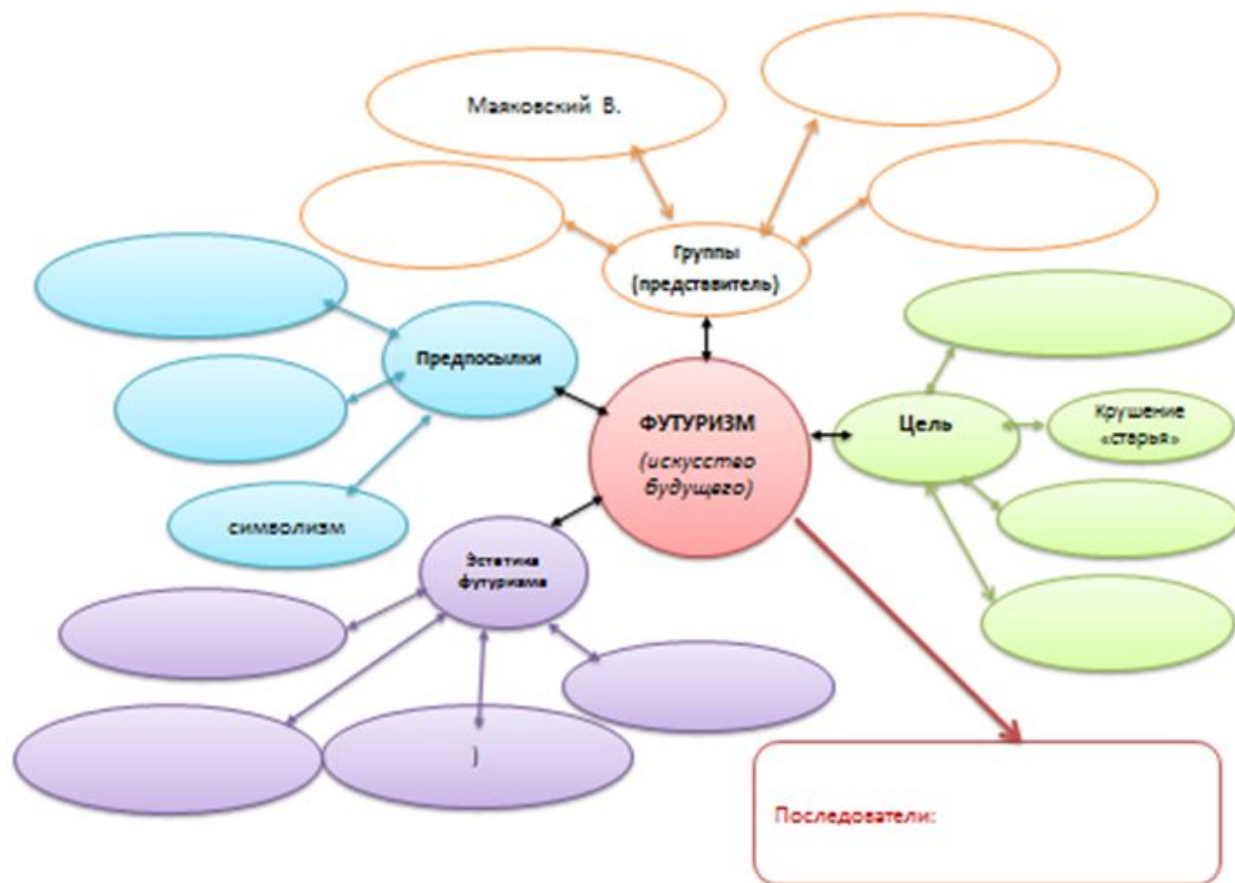 Маяковский В.
Группы
(представитель)
Предпосылки
ФУТУРИЗМ
(искусство
будущего)
Цель
Крушение
«старья»
символизм
Эстетика
футуризма
)
Последователи: